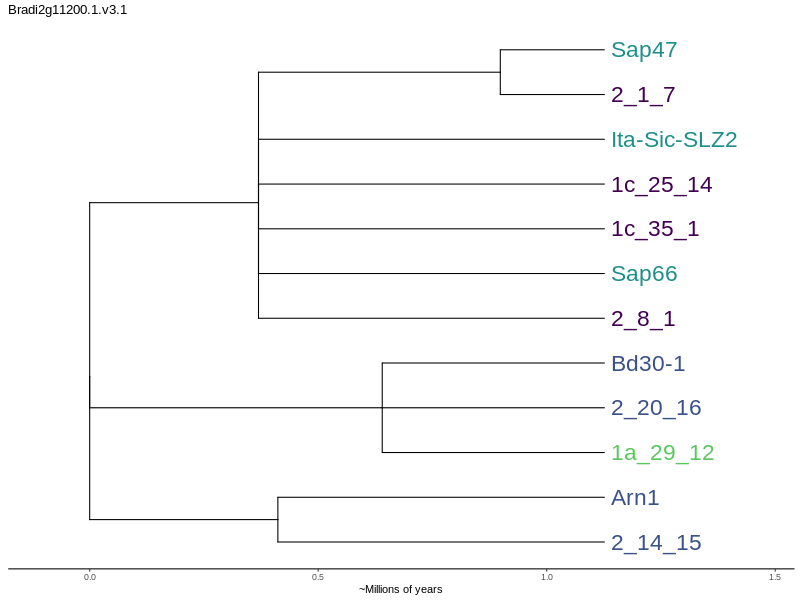 Bradi2g11200.1.v3.1
Sap47
2_1_7
Ita-Sic-SLZ2
1c_25_14
1c_35_1
Sap66
2_8_1
Bd30-1
2_20_16
1a_29_12
Arn1
2_14_15
0.0 0.5 1.0 1.5
~Millions of years